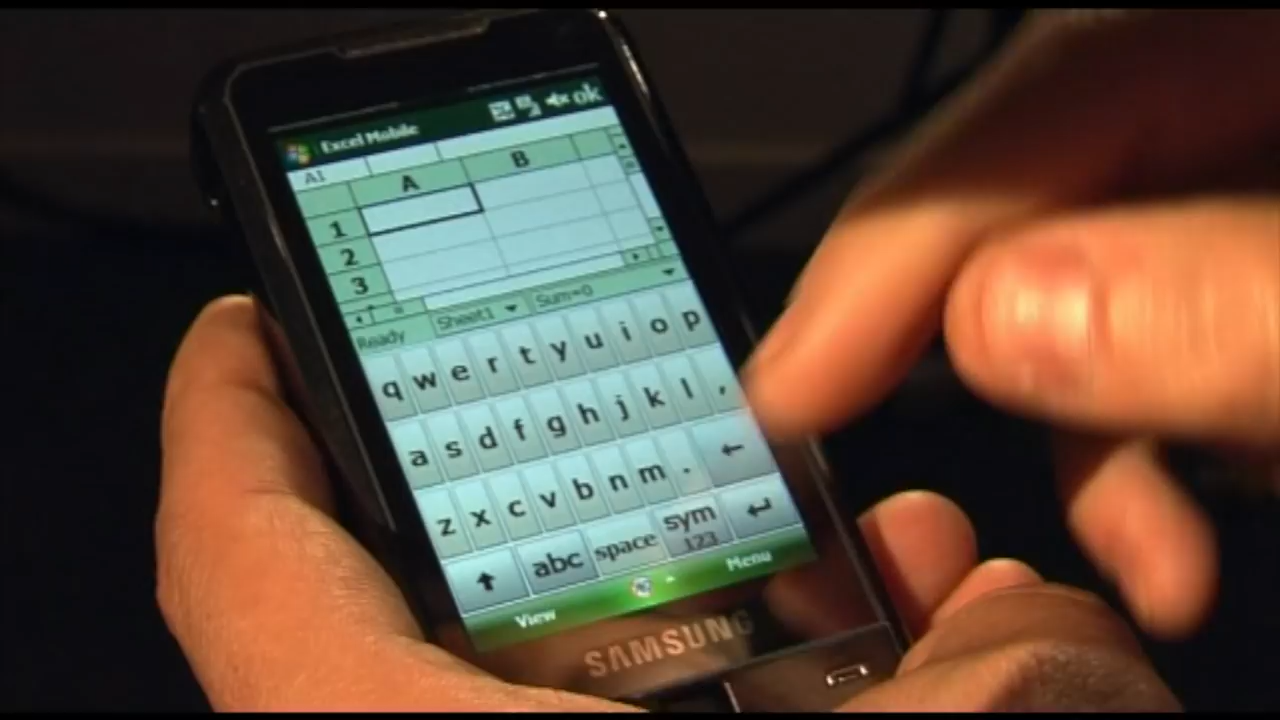 ok
Excel Mobile
A1
A B
1
2
3
Ready Sheet1 Sum=0
q w e r t y u i o p
a s d f g h j k l ,
z x c v b n m . ←
abc space sym 123
View Menu
SAMSUNG